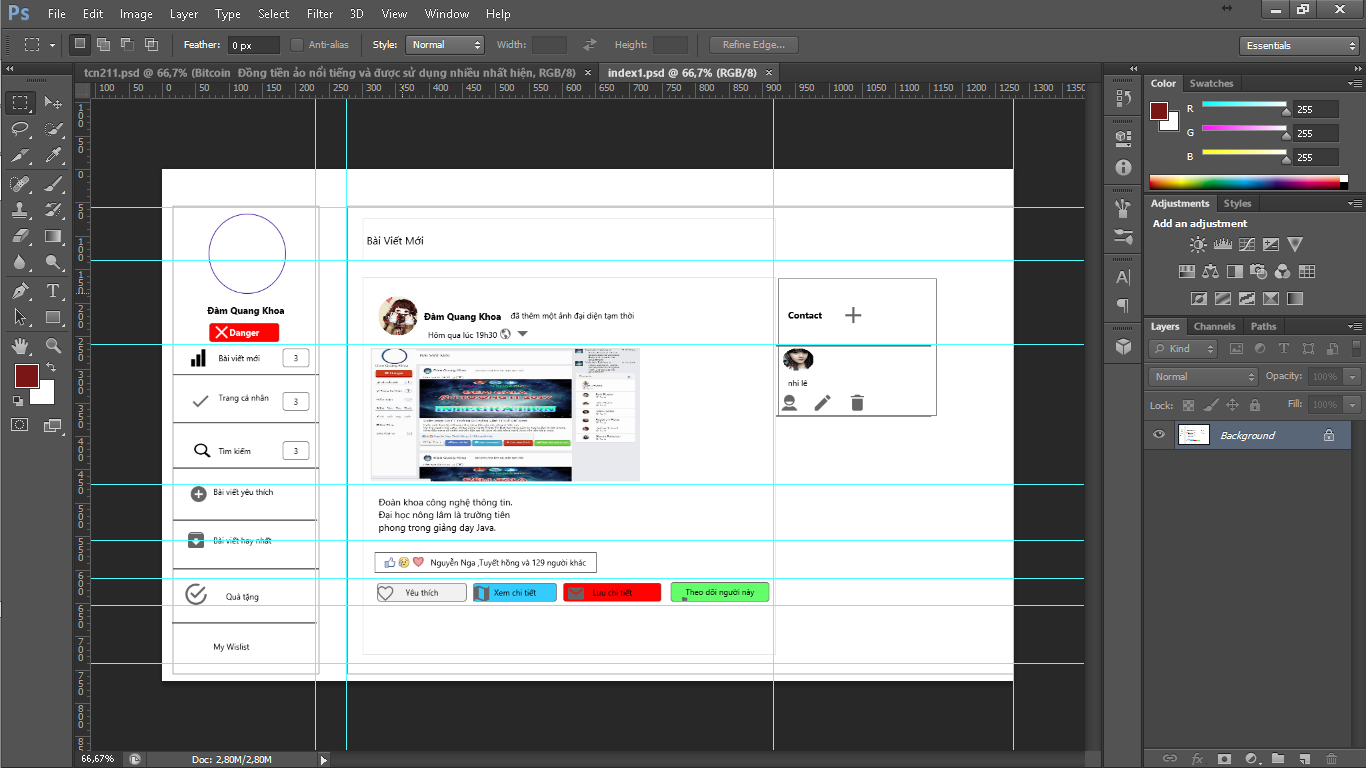 Ps File Edit Image Layer Type Select Filter 3D View Window Help
Feather: 0 px Anti-alias Style: Normal Width: Height: Refine Edge... Essentials
tcn211.psd @ 66,7% (Bitcoin Đồng tiền ảo nổi tiếng và được sử dụng nhiều nhất hiện, RGB/8) × index1.psd @ 66,7% (RGB/8) ×
100 50 0 50 100 150 200 250 300 350 400 450 500 550 600 650 700 750 800 850 900 950 1000 1050 1100 1150 1200 1250 1300 1350
Color Swatches
R 255
G 255
B 255
Adjustments Styles
Add an adjustment
Layers Channels Paths
Kind
Normal Opacity: 100%
Lock: Fill: 100%
Background
Đàm Quang Khoa
Danger
Bài viết mới 3
Trang cá nhân 3
Tìm kiếm 3
Bài viết yêu thích
Bài viết hay nhất
Quà tặng
My Wislist
Bài Viết Mới
Đàm Quang Khoa đã thêm một ảnh đại diện tạm thời
Hôm qua lúc 19h30
Đoàn khoa công nghệ thông tin.
Đại học nông lâm là trường tiên
phong trong giảng dạy Java.
Nguyễn Nga ,Tuyết hồng và 129 người khác
Yêu thích Xem chi tiết Lưu chi tiết Theo dõi người này
Contact
nhi lê
66,67% Doc: 2,80M/2,80M